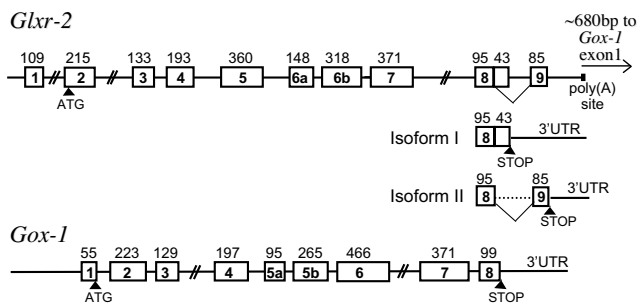 Glxr-2
~680bp to
Gox-1
exon1
109 215 133 193 360 148 318 371 95 43 85
1 2 3 4 5 6a 6b 7 8 9
ATG
poly(A)
site
95 43
Isoform I 8 3'UTR
STOP
95 85
Isoform II 8 9 3'UTR
STOP
Gox-1
55 223 129 197 95 265 466 371 99
1 2 3 4 5a 5b 6 7 8 3'UTR
ATG STOP